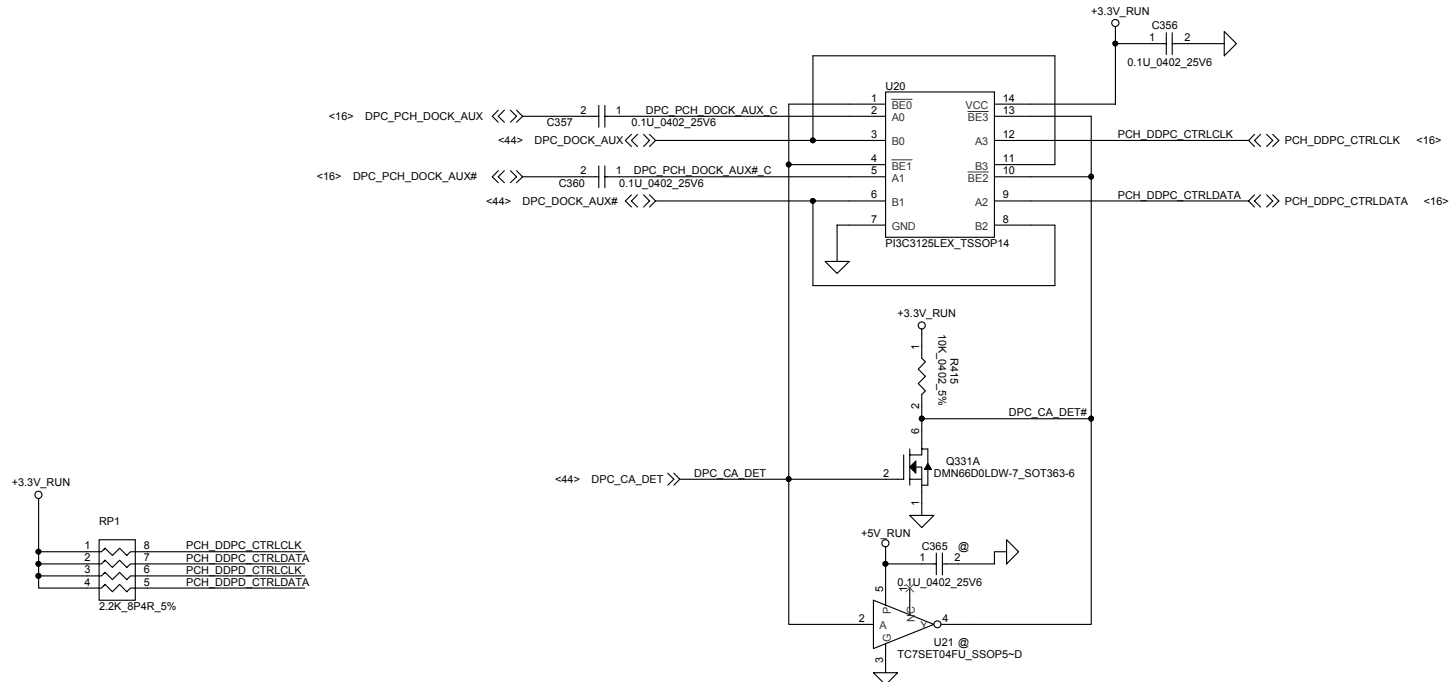 +3.3V_RUN
C356
1 2
0.1U_0402_25V6
U20
<16> DPC_PCH_DOCK_AUX
2 1
C357
DPC_PCH_DOCK_AUX_C
0.1U_0402_25V6
<44> DPC_DOCK_AUX
<16> DPC_PCH_DOCK_AUX#
2 1
C360
DPC_PCH_DOCK_AUX#_C
0.1U_0402_25V6
<44> DPC_DOCK_AUX#
1 BE0 VCC 14
2 A0 BE3 13
3 B0 A3 12
4 BE1 B3 11
5 A1 BE2 10
6 B1 A2 9
7 GND B2 8
PI3C3125LEX_TSSOP14
PCH_DDPC_CTRLCLK
PCH_DDPC_CTRLCLK <16>
PCH_DDPC_CTRLDATA
PCH_DDPC_CTRLDATA <16>
+3.3V_RUN
1
R415
10K_0402_5%
2
DPC_CA_DET#
6
<44> DPC_CA_DET
DPC_CA_DET
2
Q331A
DMN66D0LDW-7_SOT363-6
1
+3.3V_RUN
RP1
1 8 PCH_DDPC_CTRLCLK
2 7 PCH_DDPC_CTRLDATA
3 6 PCH_DDPD_CTRLCLK
4 5 PCH_DDPD_CTRLDATA
2.2K_8P4R_5%
+5V_RUN
C365 @
1 2
0.1U_0402_25V6
5
1
P
NC
2 A Y 4
G
3
U21 @
TC7SET04FU_SSOP5~D